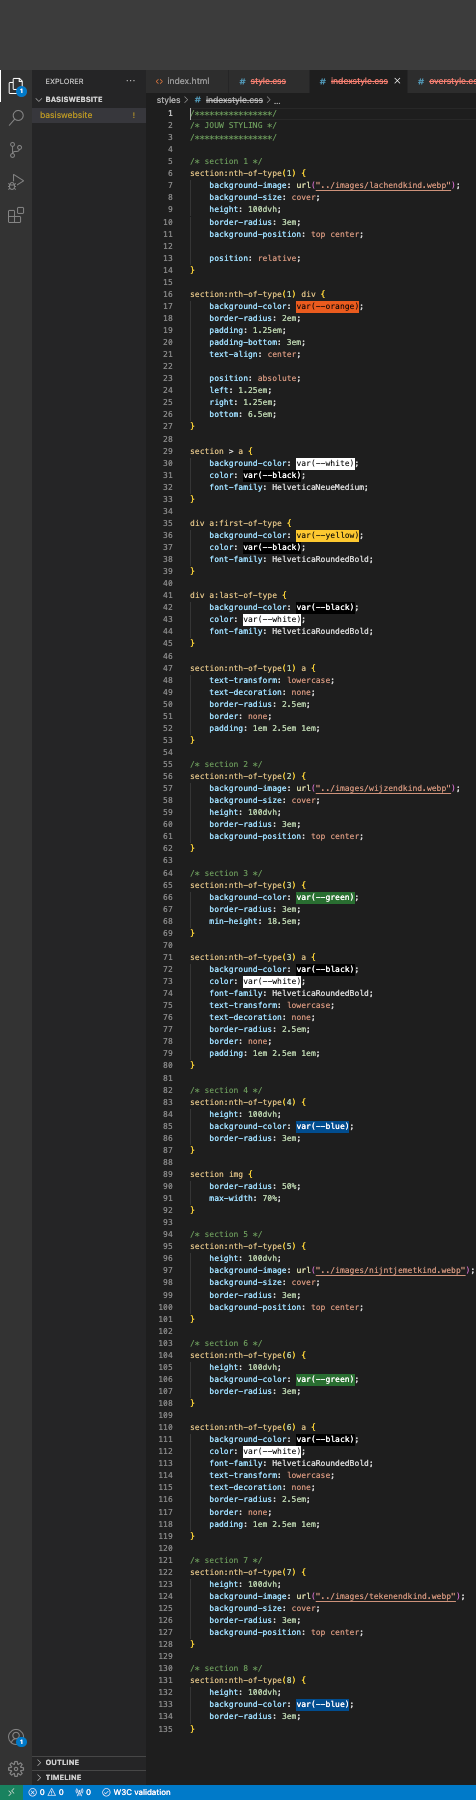 EXPLORER
BASISWEBSITE
basiswebsite !
1
index.html # style.css # indexstyle.css # overstyle.css
styles > # indexstyle.css > ...
1 /****************/
2 /* JOUW STYLING */
3 /****************/
4
5 /* section 1 */
6 section:nth-of-type(1) {
7 background-image: url("../images/lachendkind.webp");
8 background-size: cover;
9 height: 100dvh;
10 border-radius: 3em;
11 background-position: top center;
12
13 position: relative;
14 }
15
16 section:nth-of-type(1) div {
17 background-color: var(--orange);
18 border-radius: 2em;
19 padding: 1.25em;
20 padding-bottom: 3em;
21 text-align: center;
22
23 position: absolute;
24 left: 1.25em;
25 right: 1.25em;
26 bottom: 6.5em;
27 }
28
29 section > a {
30 background-color: var(--white);
31 color: var(--black);
32 font-family: HelveticaNeueMedium;
33 }
34
35 div a:first-of-type {
36 background-color: var(--yellow);
37 color: var(--black);
38 font-family: HelveticaRoundedBold;
39 }
40
41 div a:last-of-type {
42 background-color: var(--black);
43 color: var(--white);
44 font-family: HelveticaRoundedBold;
45 }
46
47 section:nth-of-type(1) a {
48 text-transform: lowercase;
49 text-decoration: none;
50 border-radius: 2.5em;
51 border: none;
52 padding: 1em 2.5em 1em;
53 }
54
55 /* section 2 */
56 section:nth-of-type(2) {
57 background-image: url("../images/wijzendkind.webp");
58 background-size: cover;
59 height: 100dvh;
60 border-radius: 3em;
61 background-position: top center;
62 }
63
64 /* section 3 */
65 section:nth-of-type(3) {
66 background-color: var(--green);
67 border-radius: 3em;
68 min-height: 18.5em;
69 }
70
71 section:nth-of-type(3) a {
72 background-color: var(--black);
73 color: var(--white);
74 font-family: HelveticaRoundedBold;
75 text-transform: lowercase;
76 text-decoration: none;
77 border-radius: 2.5em;
78 border: none;
79 padding: 1em 2.5em 1em;
80 }
81
82 /* section 4 */
83 section:nth-of-type(4) {
84 height: 100dvh;
85 background-color: var(--blue);
86 border-radius: 3em;
87 }
88
89 section img {
90 border-radius: 50%;
91 max-width: 70%;
92 }
93
94 /* section 5 */
95 section:nth-of-type(5) {
96 height: 100dvh;
97 background-image: url("../images/nijntjemetkind.webp");
98 background-size: cover;
99 border-radius: 3em;
100 background-position: top center;
101 }
102
103 /* section 6 */
104 section:nth-of-type(6) {
105 height: 100dvh;
106 background-color: var(--green);
107 border-radius: 3em;
108 }
109
110 section:nth-of-type(6) a {
111 background-color: var(--black);
112 color: var(--white);
113 font-family: HelveticaRoundedBold;
114 text-transform: lowercase;
115 text-decoration: none;
116 border-radius: 2.5em;
117 border: none;
118 padding: 1em 2.5em 1em;
119 }
120
121 /* section 7 */
122 section:nth-of-type(7) {
123 height: 100dvh;
124 background-image: url("../images/tekenendkind.webp");
125 background-size: cover;
126 border-radius: 3em;
127 background-position: top center;
128 }
129
130 /* section 8 */
131 section:nth-of-type(8) {
132 height: 100dvh;
133 background-color: var(--blue);
134 border-radius: 3em;
135 }
1
OUTLINE
TIMELINE
0 0 0 W3C validation